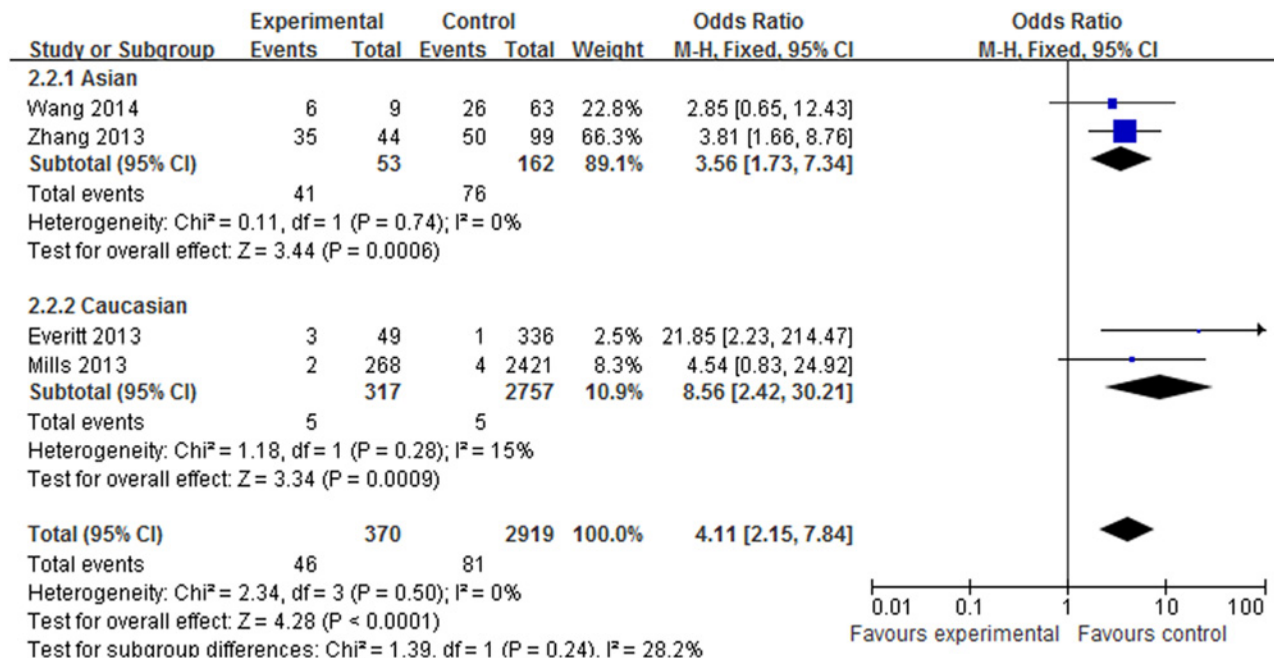 Experimental Control Odds Ratio Odds Ratio
Study or Subgroup Events Total Events Total Weight M-H, Fixed, 95% CI M-H, Fixed, 95% CI
2.2.1 Asian
Wang 2014 6 9 26 63 22.8% 2.85 [0.65, 12.43]
Zhang 2013 35 44 50 99 66.3% 3.81 [1.66, 8.76]
Subtotal (95% CI) 53 162 89.1% 3.56 [1.73, 7.34]
Total events 41 76
Heterogeneity: Chi² = 0.11, df = 1 (P = 0.74); I² = 0%
Test for overall effect: Z = 3.44 (P = 0.0006)
2.2.2 Caucasian
Everitt 2013 3 49 1 336 2.5% 21.85 [2.23, 214.47]
Mills 2013 2 268 4 2421 8.3% 4.54 [0.83, 24.92]
Subtotal (95% CI) 317 2757 10.9% 8.56 [2.42, 30.21]
Total events 5 5
Heterogeneity: Chi² = 1.18, df = 1 (P = 0.28); I² = 15%
Test for overall effect: Z = 3.34 (P = 0.0009)
Total (95% CI) 370 2919 100.0% 4.11 [2.15, 7.84]
Total events 46 81
Heterogeneity: Chi² = 2.34, df = 3 (P = 0.50); I² = 0%
Test for overall effect: Z = 4.28 (P < 0.0001)
Test for subgroup differences: Chi² = 1.39, df = 1 (P = 0.24), I² = 28.2%
0.01 0.1 1 10 100
Favours experimental Favours control